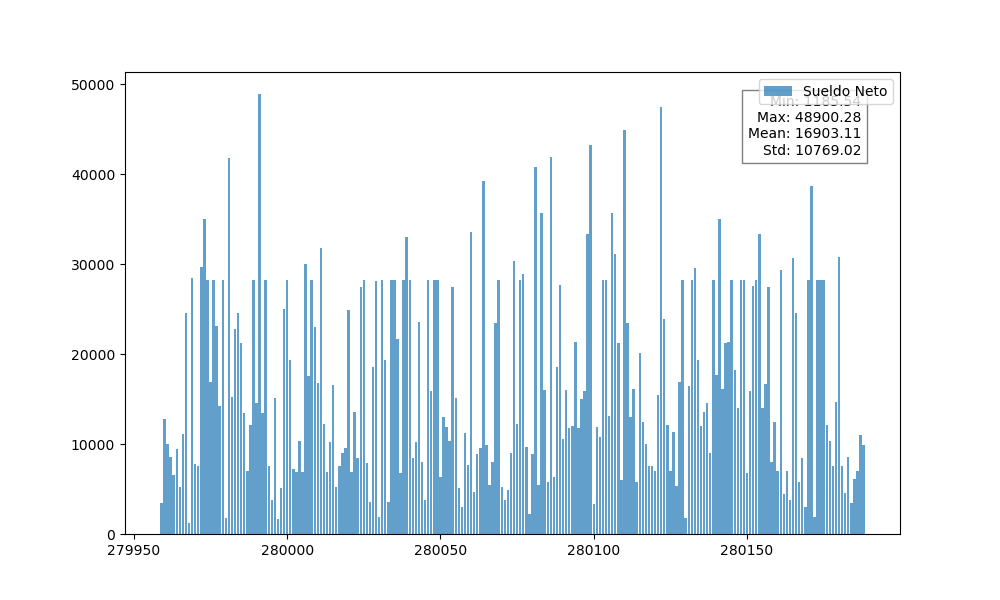 50000
40000
30000
20000
10000
0
279950
280000
280050
280100
280150
Sueldo Neto
Min: 1185.54
Max: 48900.28
Mean: 16903.11
Std: 10769.02